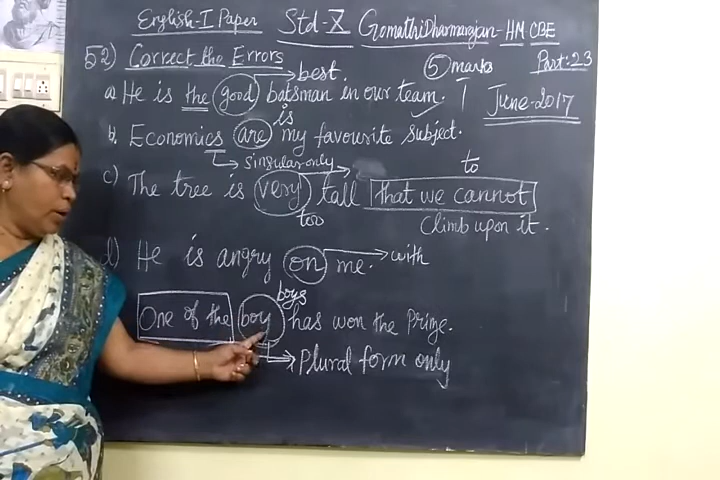 English-I Paper Std-X Gomathi Dharmarajan-HM CBE
52) Correct the Errors 5 marks Part:23
best.
a. He is the good batsman in our team. | June-2017
is
b. Economics are my favourite subject.
singular only to
c) The tree is very tall that we cannot
too climb upon it.
d) He is angry on me. with
boys
One of the boy has won the Prize.
Plural form only